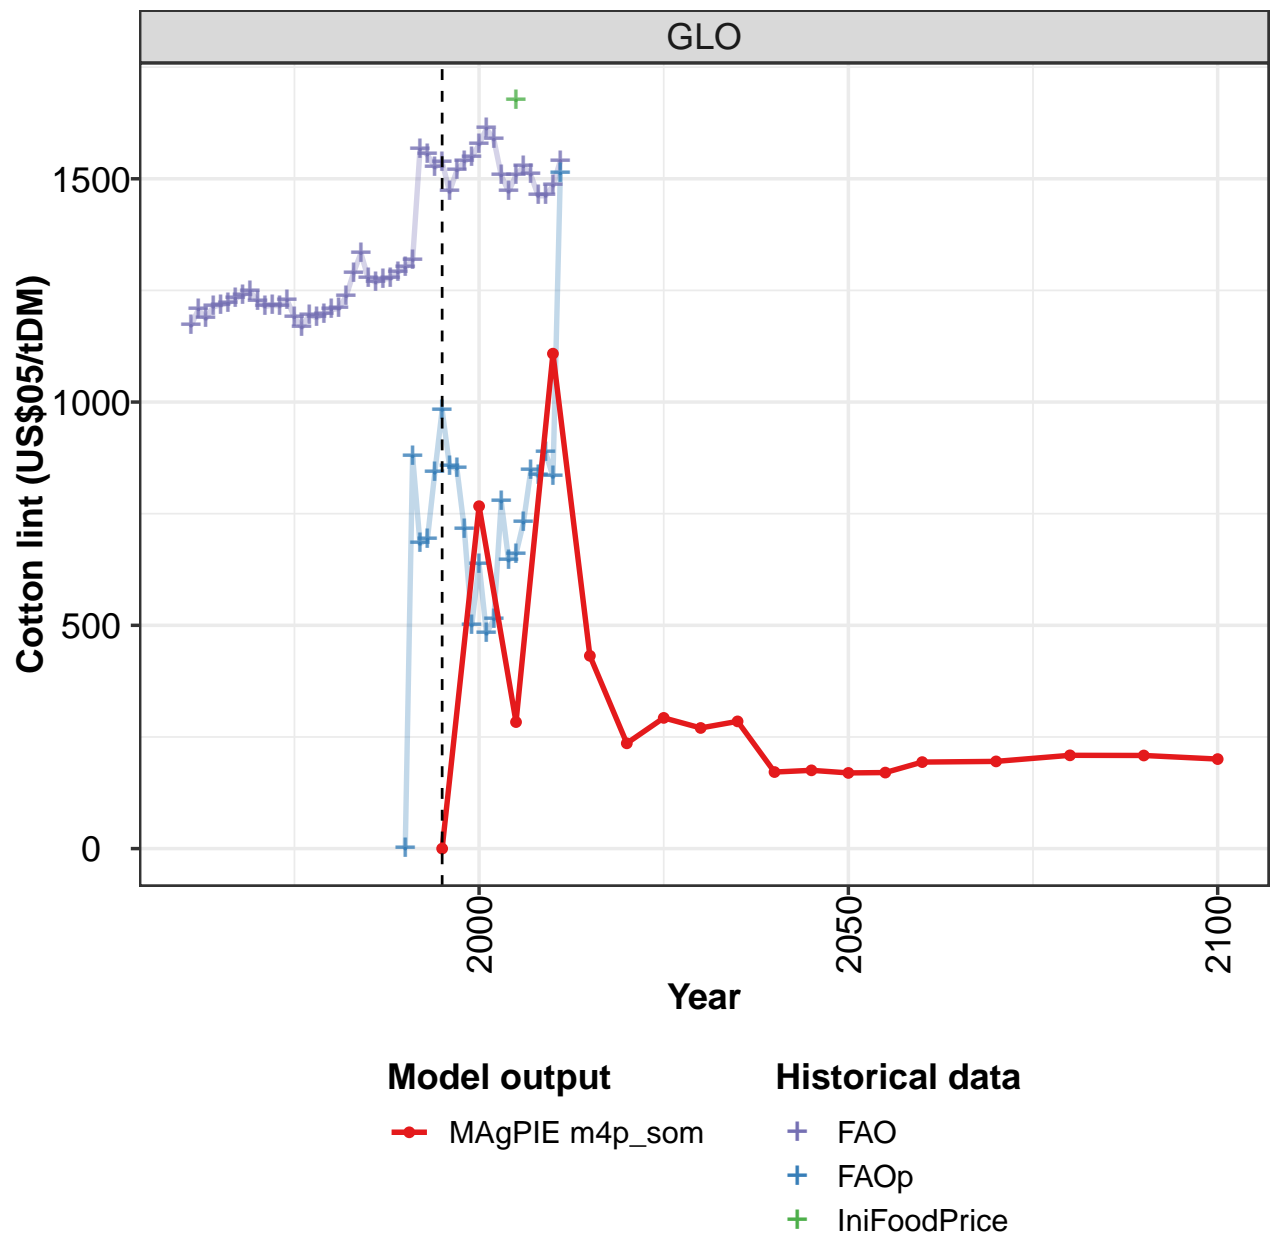 GLO
Cotton lint (US$05/tDM)
1500
1000
500
0
2000
2050
2100
Year
Model output
MAgPIE m4p_som
Historical data
FAO
FAOp
IniFoodPrice